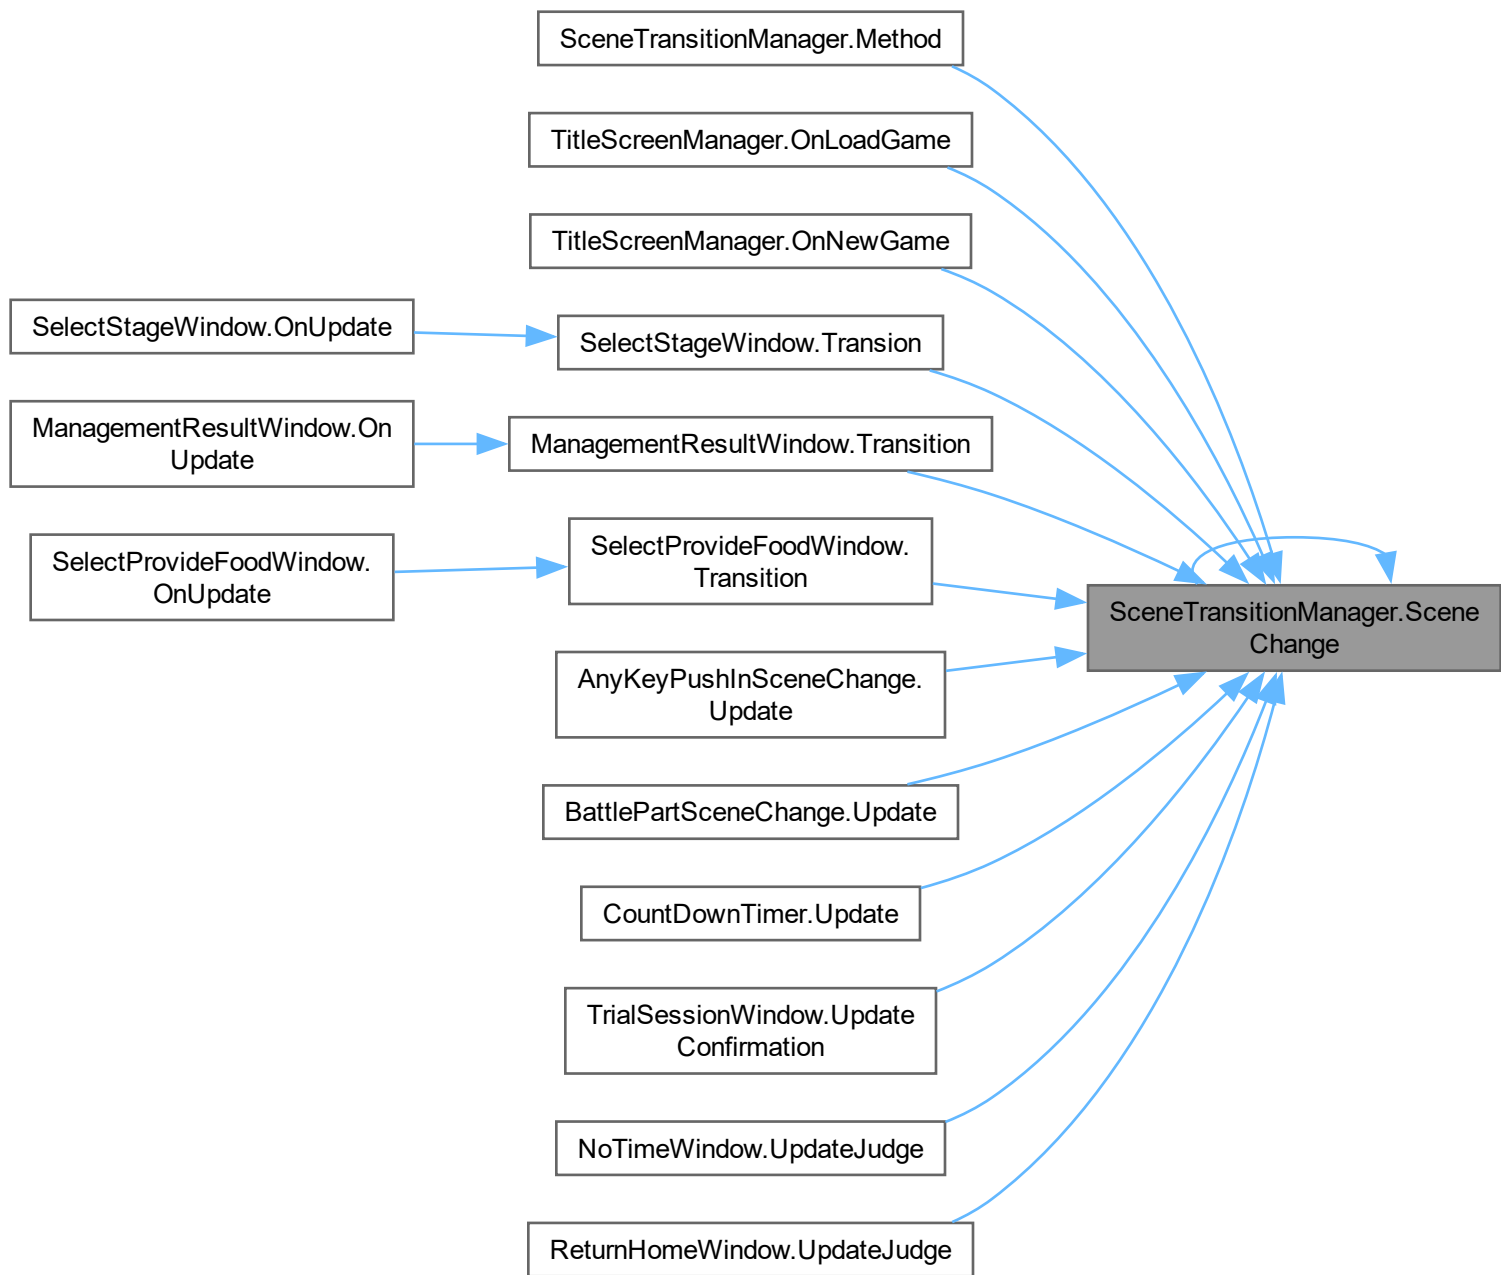 SceneTransitionManager.Method
TitleScreenManager.OnLoadGame
TitleScreenManager.OnNewGame
SelectStageWindow.OnUpdate
SelectStageWindow.Transion
ManagementResultWindow.On
Update
ManagementResultWindow.Transition
SelectProvideFoodWindow.
OnUpdate
SelectProvideFoodWindow.
Transition
SceneTransitionManager.Scene
Change
AnyKeyPushInSceneChange.
Update
BattlePartSceneChange.Update
CountDownTimer.Update
TrialSessionWindow.Update
Confirmation
NoTimeWindow.UpdateJudge
ReturnHomeWindow.UpdateJudge